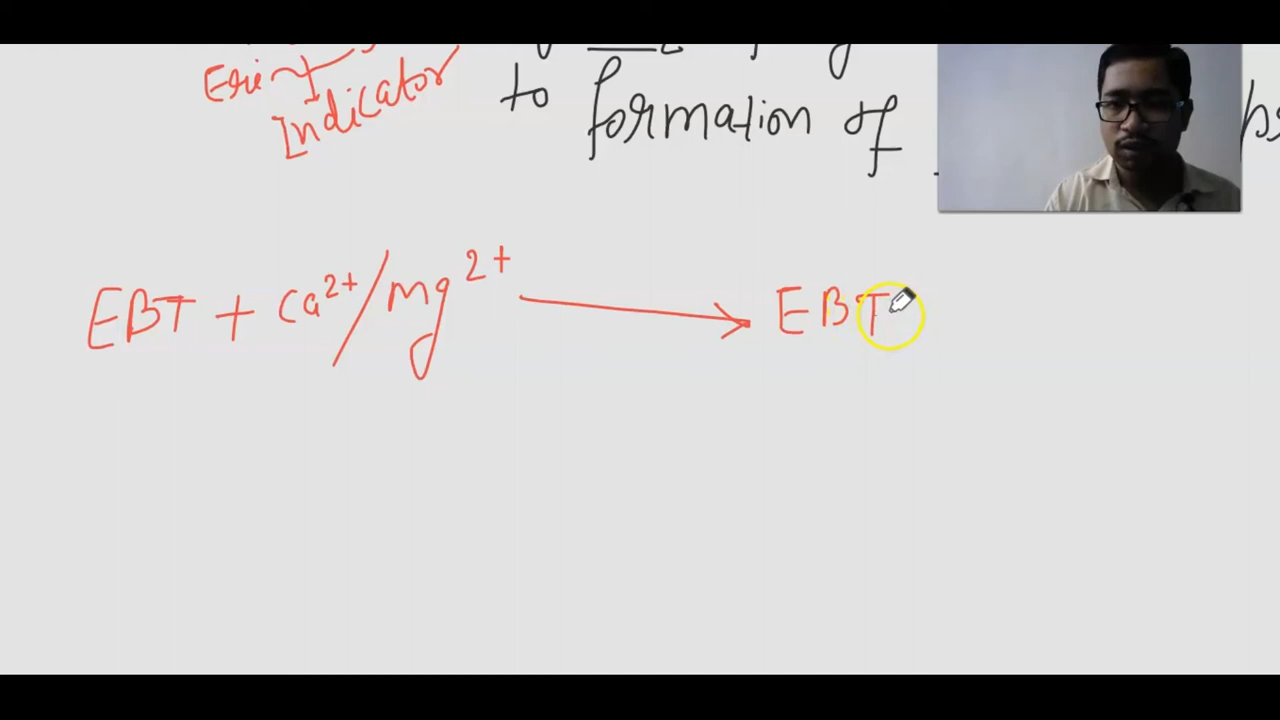 to formation of
Indicator
EBT + Ca²⁺/Mg²⁺ ⟶ EBT